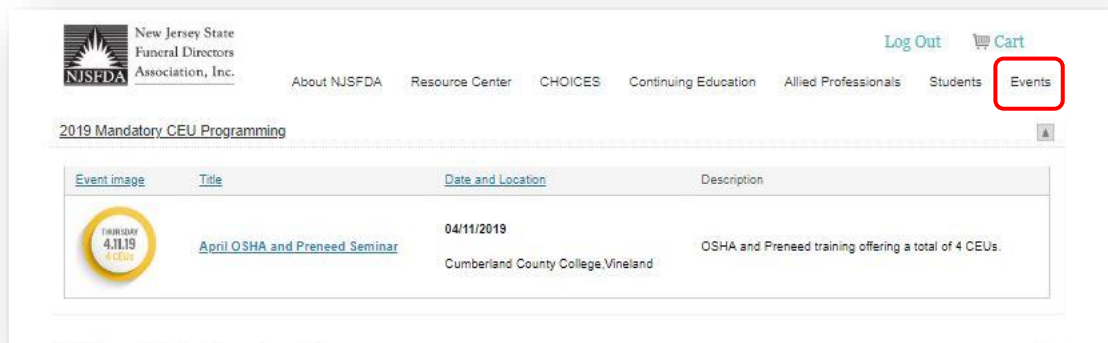 New Jersey State
Funeral Directors
Association, Inc.
NJSFDA
Log Out
Cart
About NJSFDA
Resource Center
CHOICES
Continuing Education
Allied Professionals
Students
Events
2019 Mandatory CEU Programming
Event image
Title
Date and Location
Description
THURSDAY
4.11.19
4 CEUs
April OSHA and Preneed Seminar
04/11/2019
Cumberland County College,Vineland
OSHA and Preneed training offering a total of 4 CEUs.